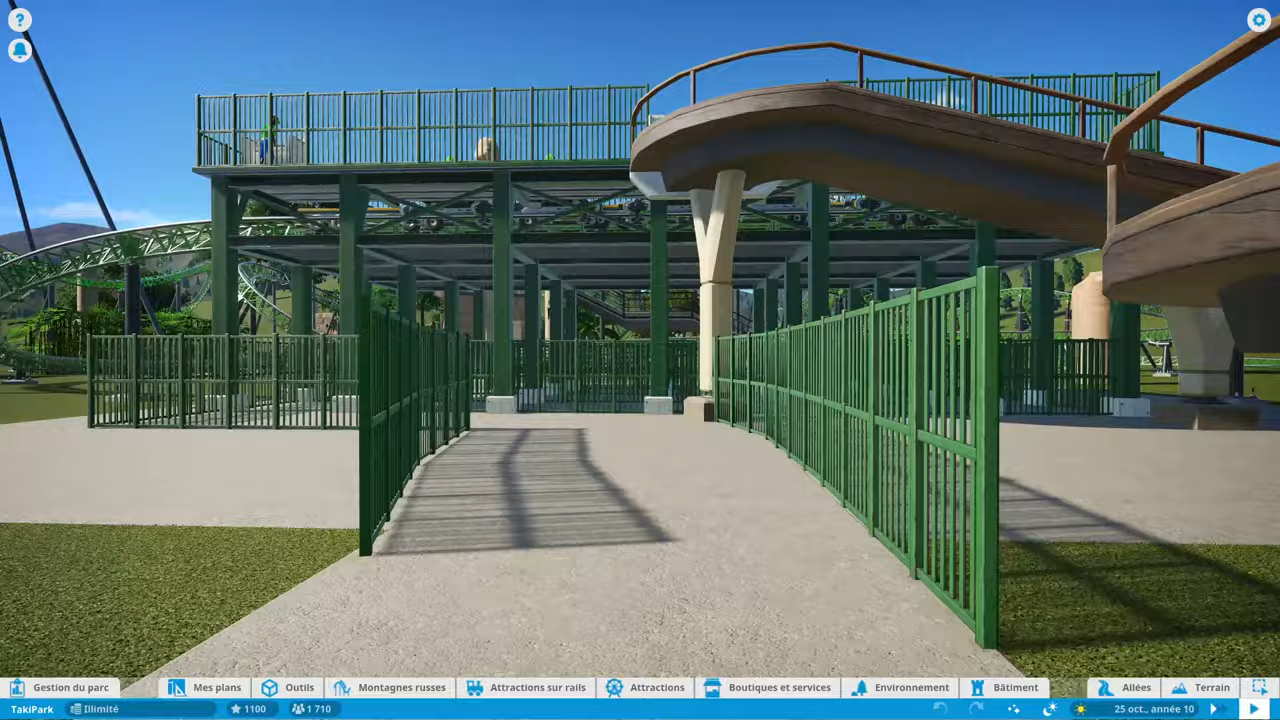 ?
Gestion du parc
Mes plans
Outils
Montagnes russes
Attractions sur rails
Attractions
Boutiques et services
Environnement
Bâtiment
Allées
Terrain
TakiPark
Illimité
1100
1 710
25 oct., année 10